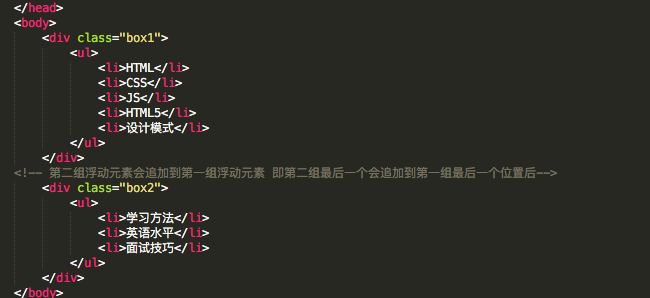 </head>
<body>
    <div class="box1">
        <ul>
            <li>HTML</li>
            <li>CSS</li>
            <li>JS</li>
            <li>HTML5</li>
            <li>设计模式</li>
        </ul>
    </div>
<!-- 第二组浮动元素会追加到第一组浮动元素 即第二组最后一个会追加到第一组最后一个位置后-->
    <div class="box2">
        <ul>
            <li>学习方法</li>
            <li>英语水平</li>
            <li>面试技巧</li>
        </ul>
    </div>
</body>